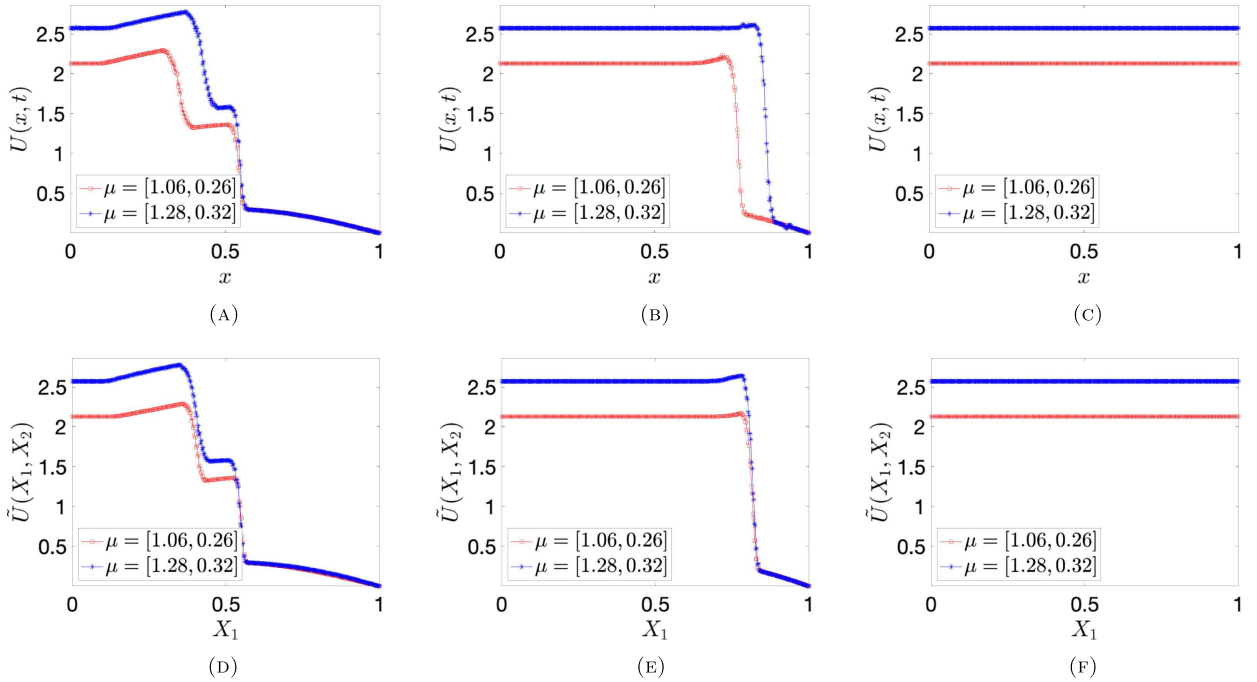 U(x, t)
2.5
2
1.5
1
0.5
μ = [1.06, 0.26]
μ = [1.28, 0.32]
0
0.5
1
x
(A)
U(x, t)
2.5
2
1.5
1
0.5
μ = [1.06, 0.26]
μ = [1.28, 0.32]
0
0.5
1
x
(B)
U(x, t)
2.5
2
1.5
1
0.5
μ = [1.06, 0.26]
μ = [1.28, 0.32]
0
0.5
1
x
(C)
Ũ(X₁, X₂)
2.5
2
1.5
1
0.5
μ = [1.06, 0.26]
μ = [1.28, 0.32]
0
0.5
1
X₁
(D)
Ũ(X₁, X₂)
2.5
2
1.5
1
0.5
μ = [1.06, 0.26]
μ = [1.28, 0.32]
0
0.5
1
X₁
(E)
Ũ(X₁, X₂)
2.5
2
1.5
1
0.5
μ = [1.06, 0.26]
μ = [1.28, 0.32]
0
0.5
1
X₁
(F)